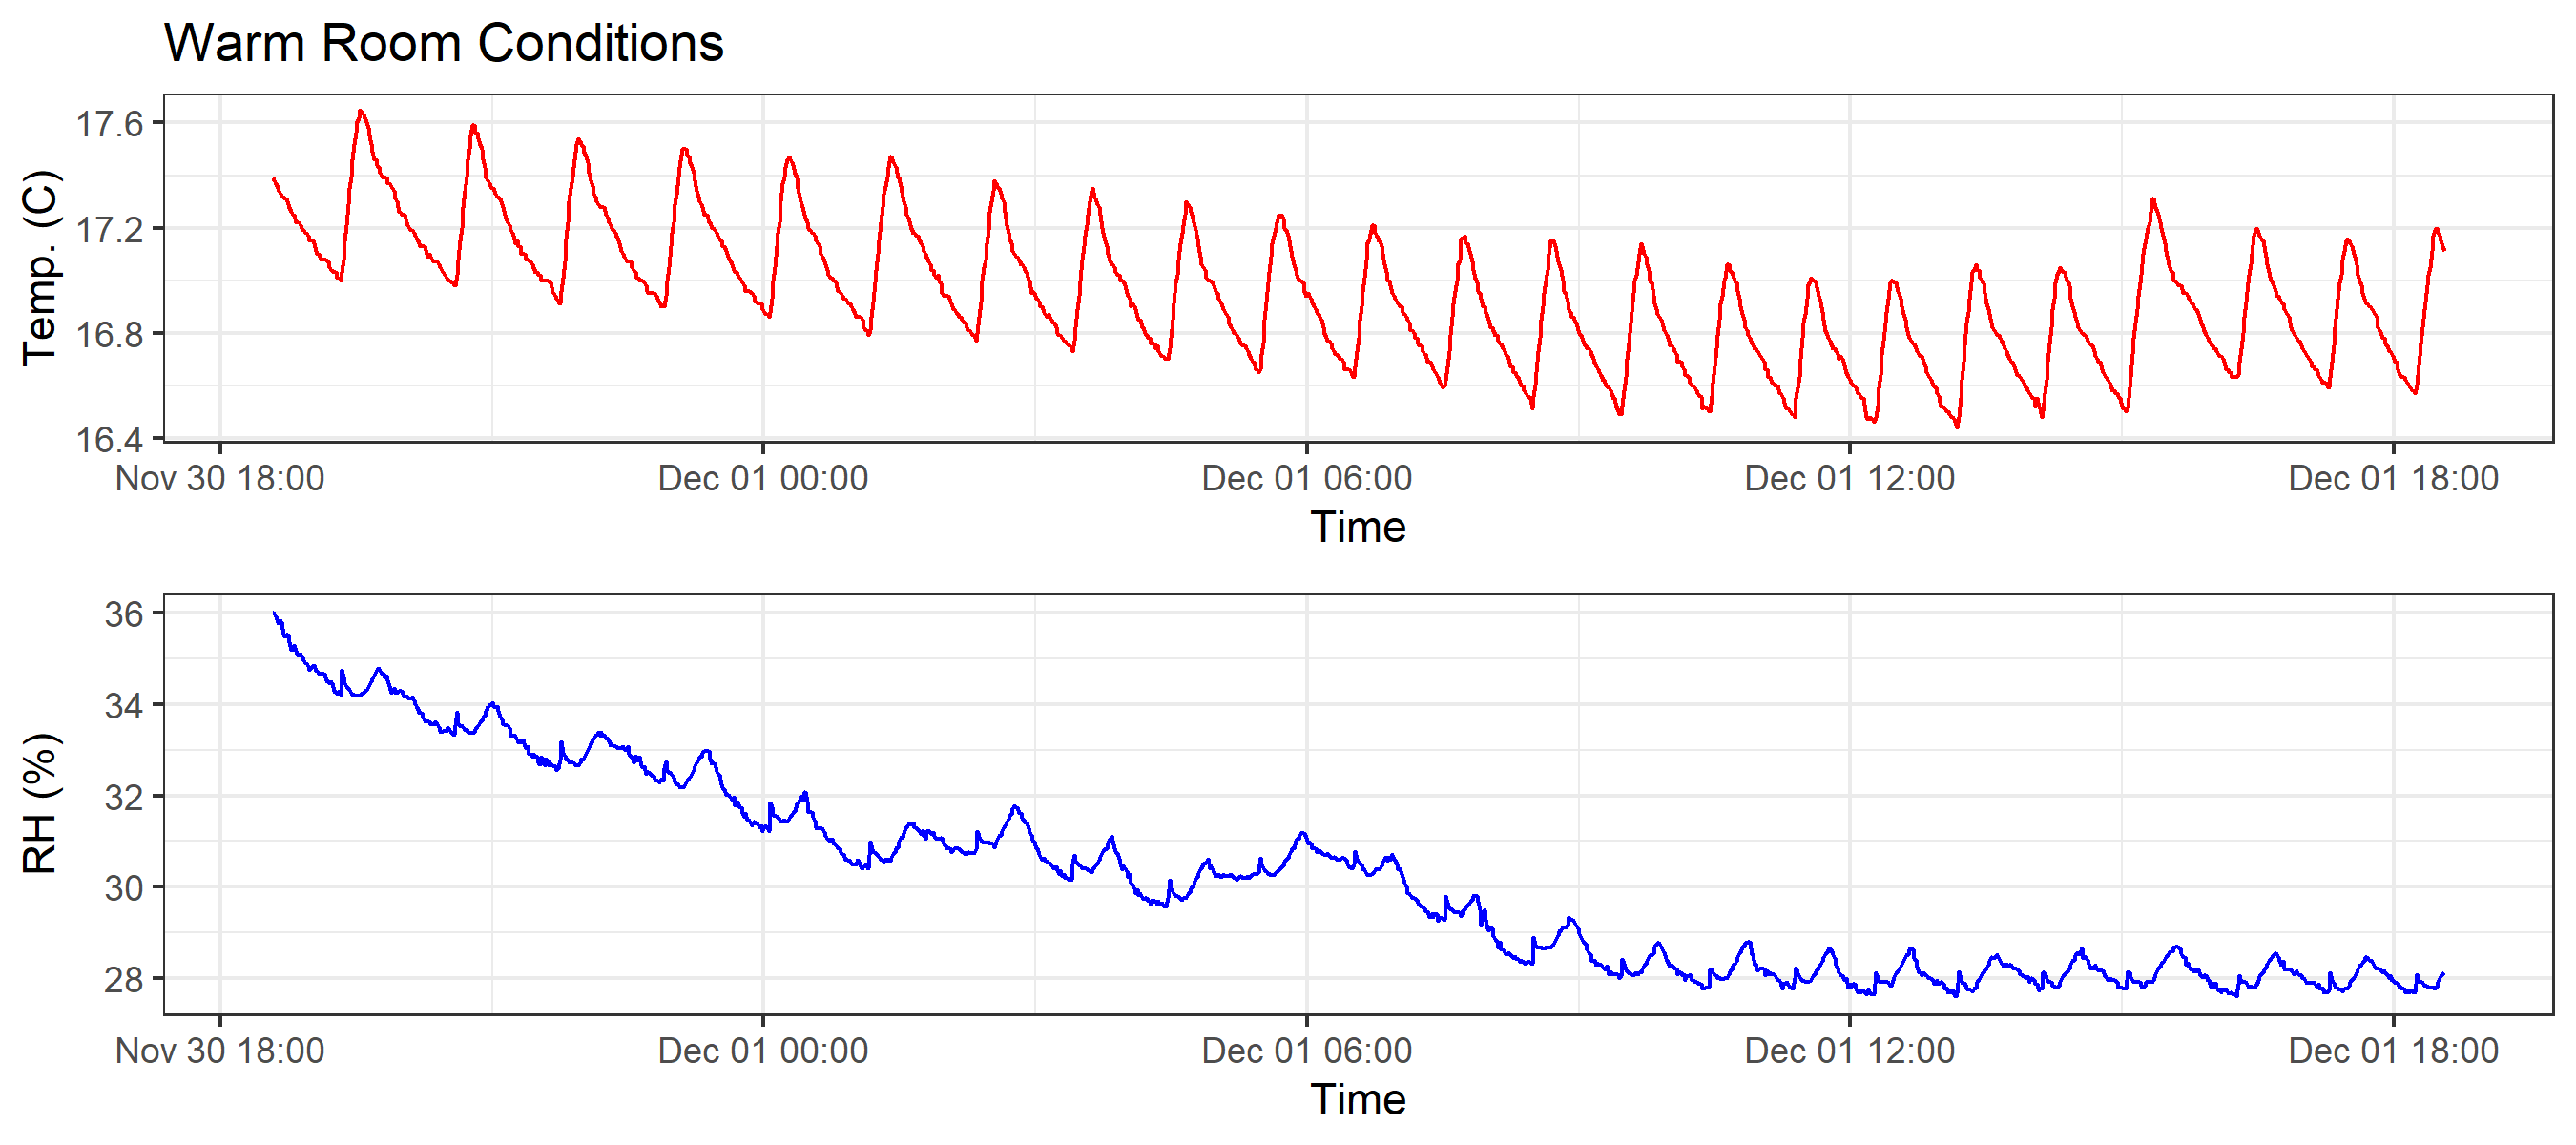 Warm Room Conditions
Temp. (C)
17.6
17.2
16.8
16.4
Nov 30 18:00 Dec 01 00:00 Dec 01 06:00 Dec 01 12:00 Dec 01 18:00
Time
RH (%)
36
34
32
30
28
Nov 30 18:00 Dec 01 00:00 Dec 01 06:00 Dec 01 12:00 Dec 01 18:00
Time